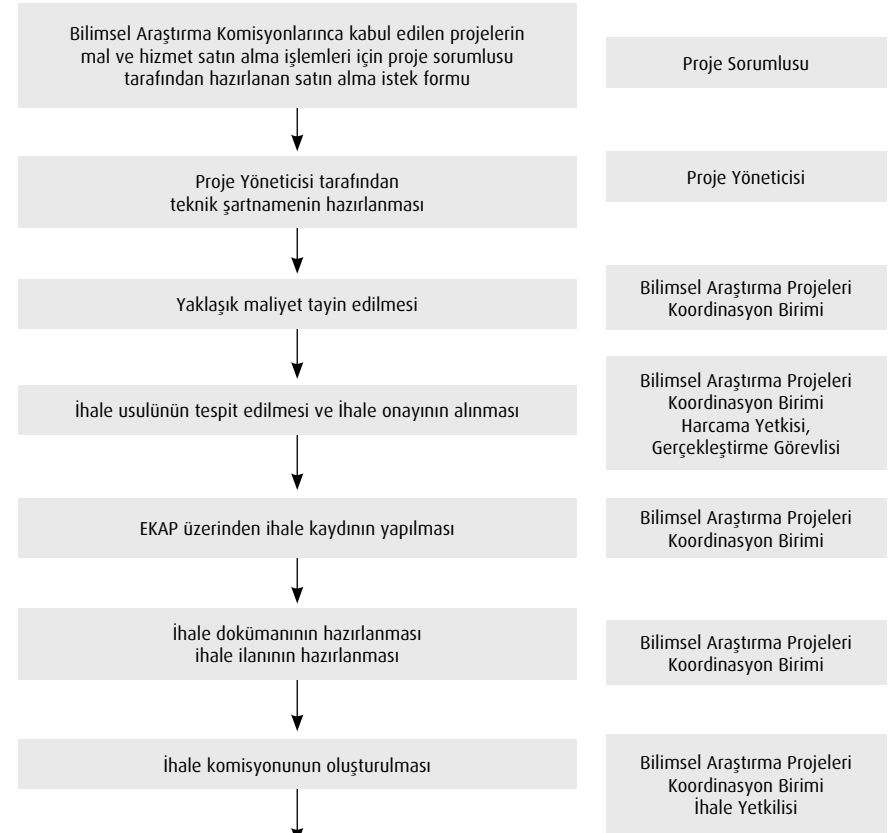 Bilimsel Araştırma Komisyonlarınca kabul edilen projelerin
mal ve hizmet satın alma işlemleri için proje sorumlusu
tarafından hazırlanan satın alma istek formu
Proje Sorumlusu
Proje Yöneticisi tarafından
teknik şartnamenin hazırlanması
Proje Yöneticisi
Yaklaşık maliyet tayin edilmesi
Bilimsel Araştırma Projeleri
Koordinasyon Birimi
İhale usulünün tespit edilmesi ve İhale onayının alınması
Bilimsel Araştırma Projeleri
Koordinasyon Birimi
Harcama Yetkisi,
Gerçekleştirme Görevlisi
EKAP üzerinden ihale kaydının yapılması
Bilimsel Araştırma Projeleri
Koordinasyon Birimi
İhale dokümanının hazırlanması
ihale ilanının hazırlanması
Bilimsel Araştırma Projeleri
Koordinasyon Birimi
İhale komisyonunun oluşturulması
Bilimsel Araştırma Projeleri
Koordinasyon Birimi
İhale Yetkilisi